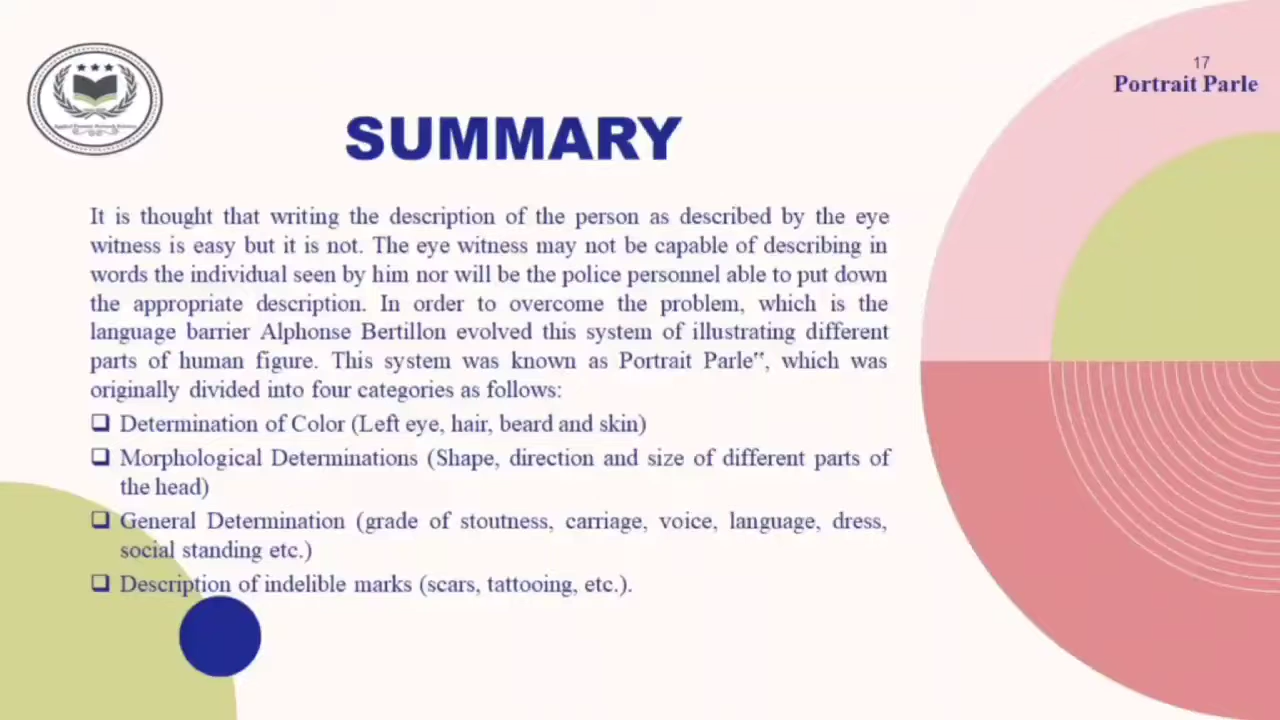 17
Portrait Parle
SUMMARY
It is thought that writing the description of the person as described by the eye
witness is easy but it is not. The eye witness may not be capable of describing in
words the individual seen by him nor will be the police personnel able to put down
the appropriate description. In order to overcome the problem, which is the
language barrier Alphonse Bertillon evolved this system of illustrating different
parts of human figure. This system was known as Portrait Parle‟, which was
originally divided into four categories as follows:
❑ Determination of Color (Left eye, hair, beard and skin)
❑ Morphological Determinations (Shape, direction and size of different parts of
the head)
❑ General Determination (grade of stoutness, carriage, voice, language, dress,
social standing etc.)
❑ Description of indelible marks (scars, tattooing, etc.).